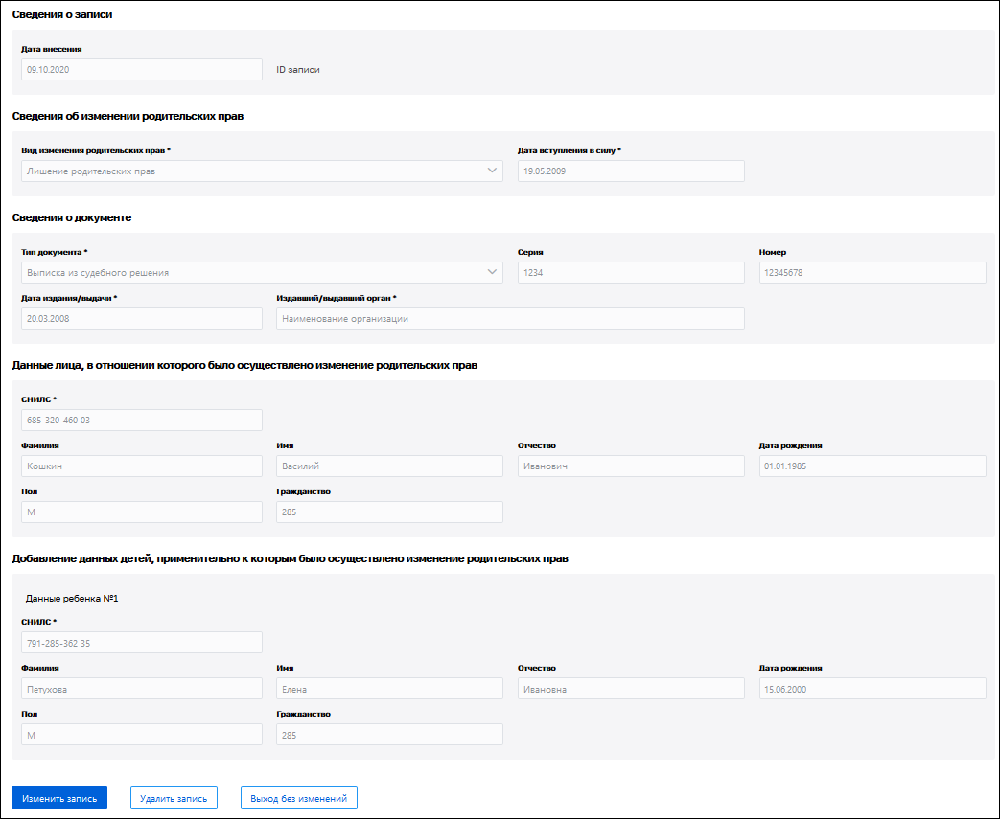 Сведения о записи
Дата внесения
09.10.2020 ID записи
Сведения об изменении родительских прав
Вид изменения родительских прав * Дата вступления в силу *
Лишение родительских прав 19.05.2009
Сведения о документе
Тип документа * Серия Номер
Выписка из судебного решения 1234 12345678
Дата издания/выдачи * Издавший/выдавший орган *
20.03.2008 Наименование организации
Данные лица, в отношении которого было осуществлено изменение родительских прав
СНИЛС *
685-320-460 03
Фамилия Имя Отчество Дата рождения
Кошкин Василий Иванович 01.01.1985
Пол Гражданство
М 285
Добавление данных детей, применительно к которым было осуществлено изменение родительских прав
Данные ребенка №1
СНИЛС *
791-285-362 35
Фамилия Имя Отчество Дата рождения
Петухова Елена Ивановна 15.06.2000
Пол Гражданство
М 285
Изменить запись Удалить запись Выход без изменений